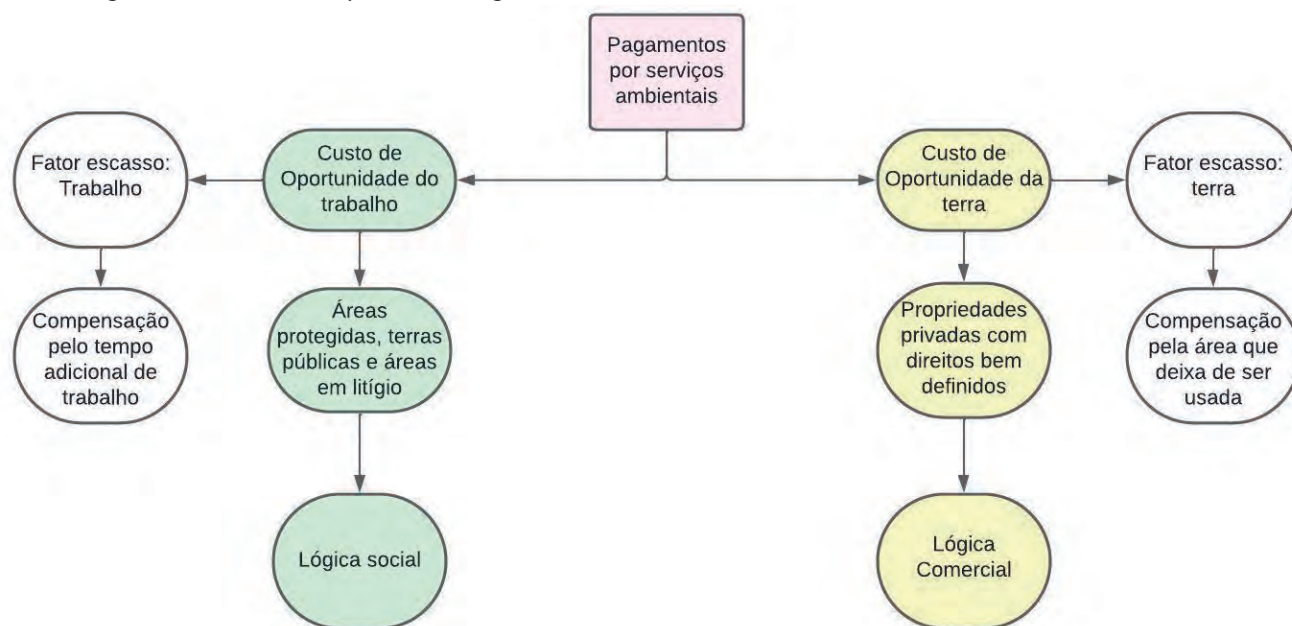 Pagamentos
por serviços
ambientais
Fator escasso:
Trabalho
Custo de
Oportunidade do
trabalho
Custo de
Oportunidade da
terra
Fator escasso:
terra
Compensação
pelo tempo
adicional de
trabalho
Áreas
protegidas, terras
públicas e áreas
em litígio
Propriedades
privadas com
direitos bem
definidos
Compensação
pela área que
deixa de ser
usada
Lógica social
Lógica
Comercial